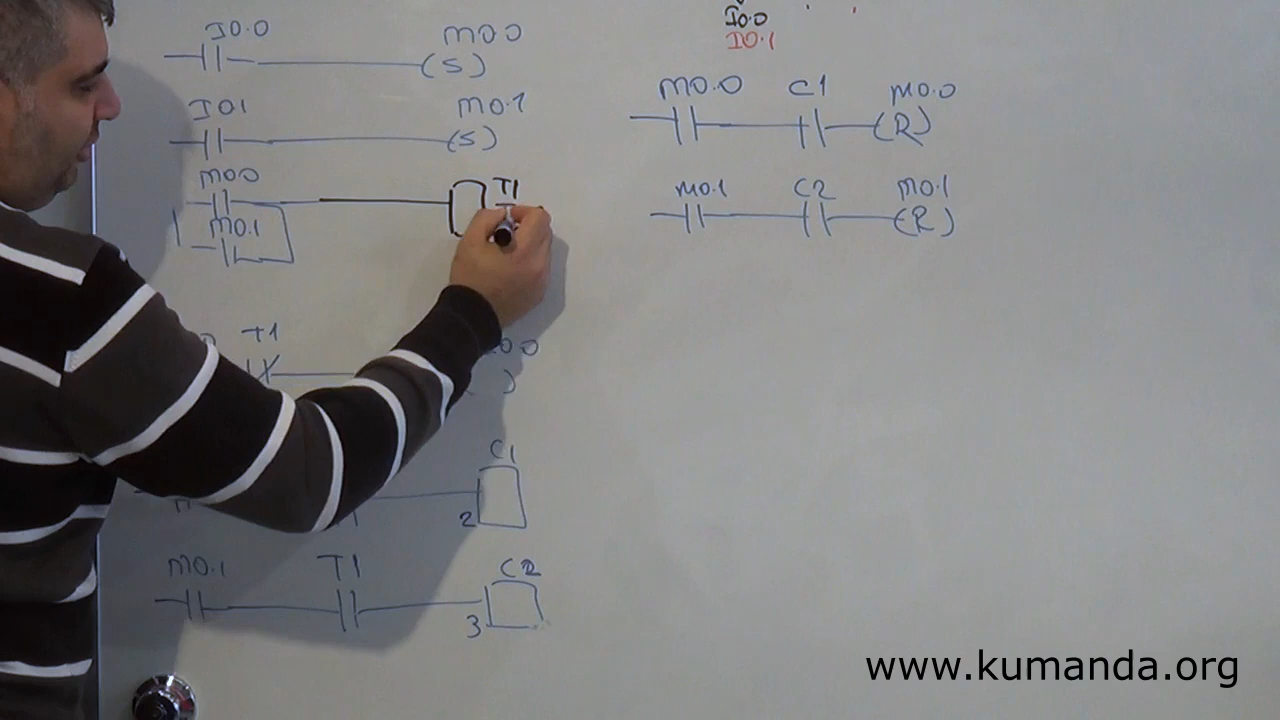 I0.0 M0.0
(S)
I0.1 M0.1
(S)
M0.0 T1
M0.1
T1
C1
2
M0.1 T1 C2
3
I0.0
I0.1
M0.0 C1 M0.0
(R)
M0.1 C2 M0.1
(R)
www.kumanda.org